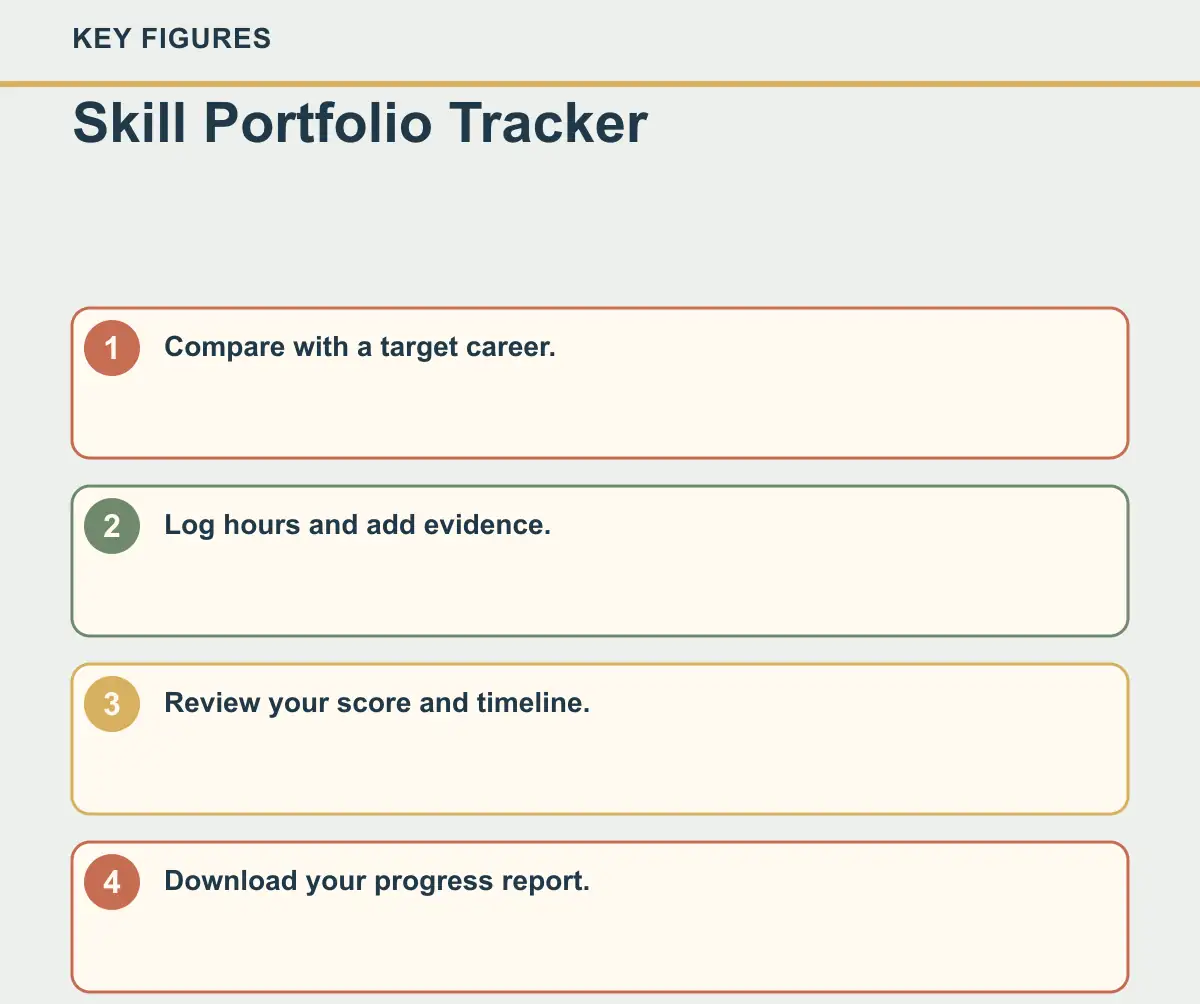 KEY FIGURES
Skill Portfolio Tracker
1 Compare with a target career.
2 Log hours and add evidence.
3 Review your score and timeline.
4 Download your progress report.